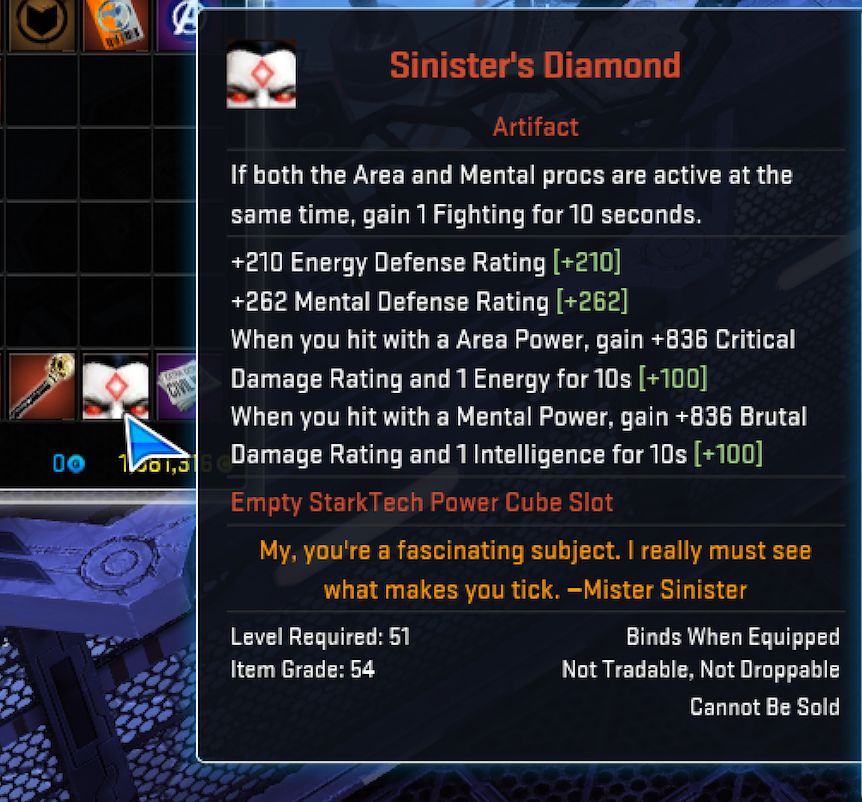 Sinister's Diamond
Artifact
If both the Area and Mental procs are active at the
same time, gain 1 Fighting for 10 seconds.
+210 Energy Defense Rating [+210]
+262 Mental Defense Rating [+262]
When you hit with a Area Power, gain +836 Critical
Damage Rating and 1 Energy for 10s [+100]
When you hit with a Mental Power, gain +836 Brutal
Damage Rating and 1 Intelligence for 10s [+100]
CIVIL
0
Empty StarkTech Power Cube Slot
My, you're a fascinating subject. I really must see
what makes you tick. —Mister Sinister
Level Required: 51
Binds When Equipped
Item Grade: 54
Not Tradable, Not Droppable
Cannot Be Sold